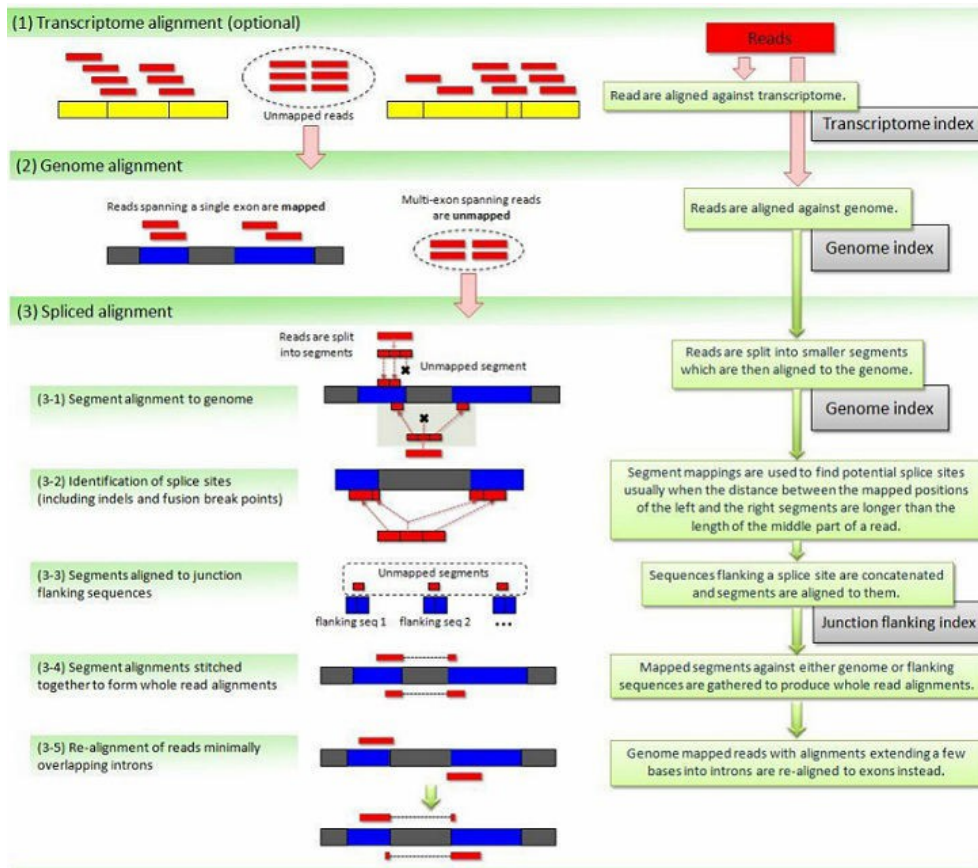 (1) Transcriptome alignment (optional)
Unmapped reads
Reads
Read are aligned against transcriptome.
Transcriptome index
(2) Genome alignment
Reads spanning a single exon are mapped
Multi-exon spanning reads
are unmapped
Reads are aligned against genome.
Genome index
(3) Spliced alignment
Reads are split
into segments
Unmapped segment
(3-1) Segment alignment to genome
Reads are split into smaller segments
which are then aligned to the genome.
Genome index
(3-2) Identification of splice sites
(including indels and fusion break points)
Segment mappings are used to find potential splice sites
usually when the distance between the mapped positions
of the left and the right segments are longer than the
length of the middle part of a read.
(3-3) Segments aligned to junction
flanking sequences
Unmapped segments
flanking seq 1
flanking seq 2
•••
Sequences flanking a splice site are concatenated
and segments are aligned to them.
Junction flanking index
(3-4) Segment alignments stitched
together to form whole read alignments
Mapped segments against either genome or flanking
sequences are gathered to produce whole read alignments.
(3-5) Re-alignment of reads minimally
overlapping introns
Genome mapped reads with alignments extending a few
bases into introns are re-aligned to exons instead.